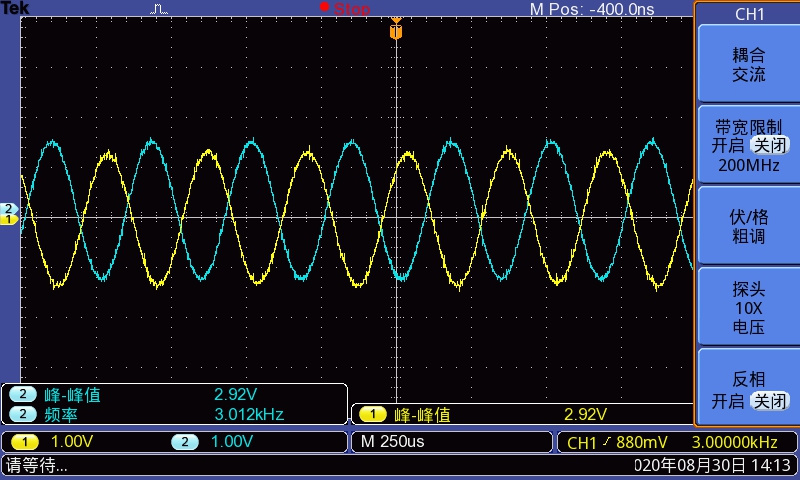 Tek Stop M Pos: -400.0ns CH1
耦合
交流
带宽限制
开启 关闭
200MHz
伏/格
粗调
探头
10X
电压
反相
开启 关闭
T
2
1
2 峰-峰值 2.92V
2 频率 3.012kHz
1 峰-峰值 2.92V
1 1.00V 2 1.00V M 250us CH1 880mV 3.00000kHz
请等待... 020年08月30日 14:13